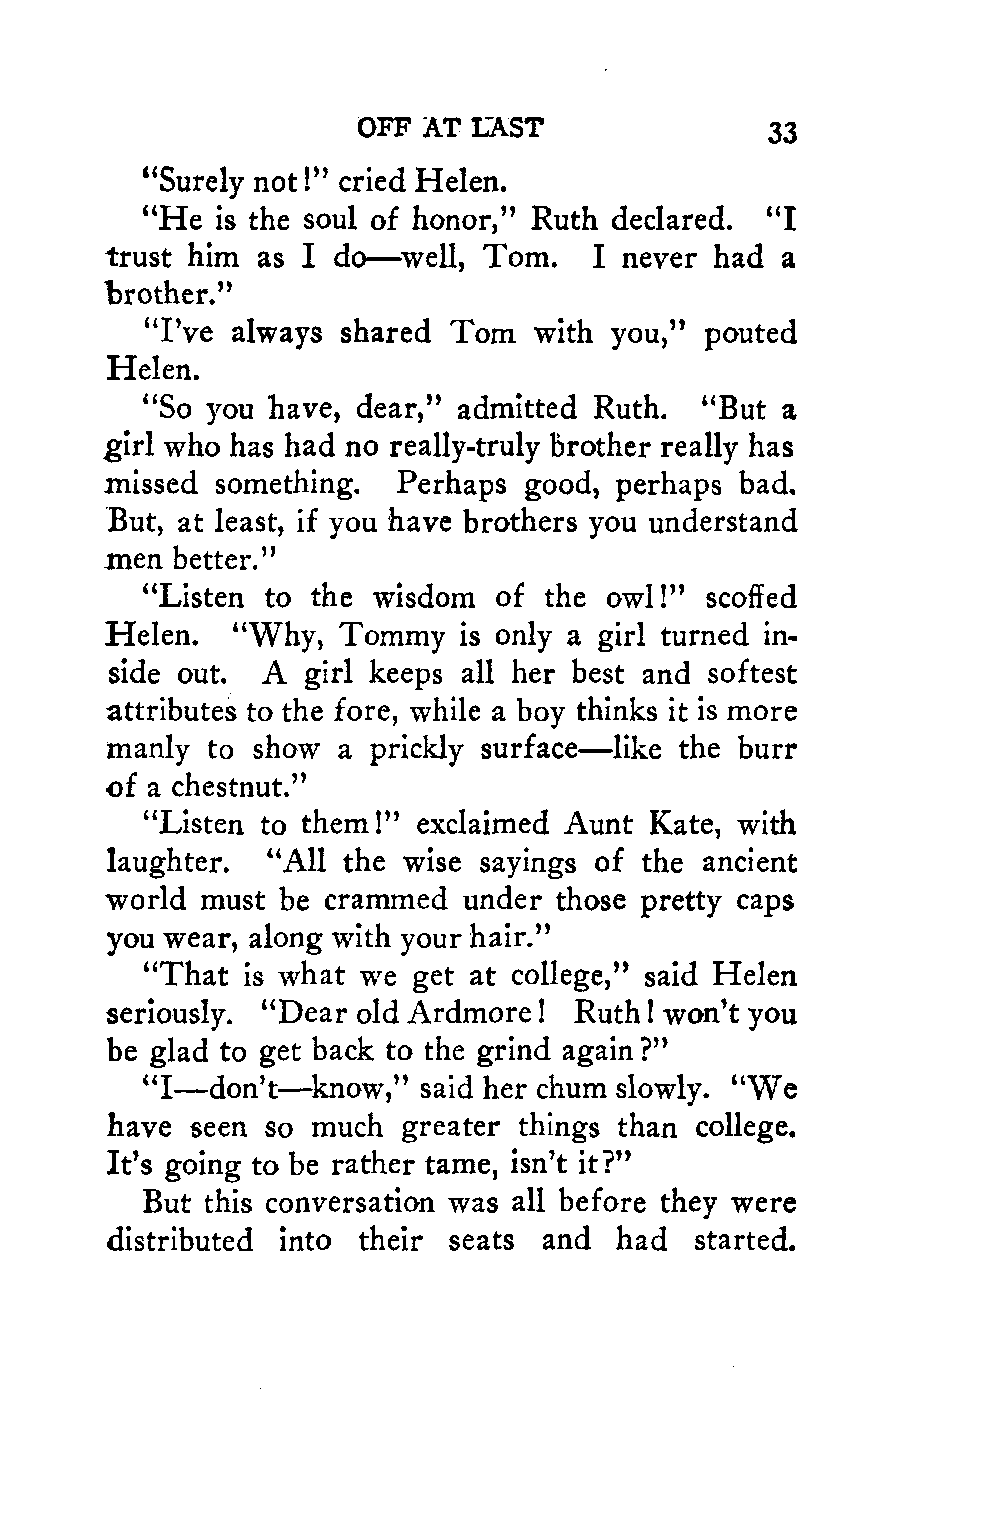 OFF AT LAST 33
"Surely not!" cried Helen.
"He is the soul of honor," Ruth declared. "I
trust him as I do—well, Tom. I never had a
brother."
"I've always shared Tom with you," pouted
Helen.
"So you have, dear," admitted Ruth. "But a
girl who has had no really-truly brother really has
missed something. Perhaps good, perhaps bad.
But, at least, if you have brothers you understand
men better."
"Listen to the wisdom of the owl!" scoffed
Helen. "Why, Tommy is only a girl turned in-
side out. A girl keeps all her best and softest
attributes to the fore, while a boy thinks it is more
manly to show a prickly surface—like the burr
of a chestnut."
"Listen to them!" exclaimed Aunt Kate, with
laughter. "All the wise sayings of the ancient
world must be crammed under those pretty caps
you wear, along with your hair."
"That is what we get at college," said Helen
seriously. "Dear old Ardmore! Ruth! won't you
be glad to get back to the grind again?"
"I—don't—know," said her chum slowly. "We
have seen so much greater things than college.
It's going to be rather tame, isn't it?"
But this conversation was all before they were
distributed into their seats and had started.